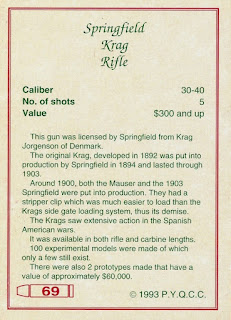 Springfield
Krag
Rifle
Caliber 30-40
No. of shots 5
Value $300 and up
This gun was licensed by Springfield from Krag
Jorgenson of Denmark.
The original Krag, developed in 1892 was put into
production by Springfield in 1894 and lasted through
1903.
Around 1900, both the Mauser and the 1903
Springfield were put into production. They had a
stripper clip which was much easier to load than the
Krags side gate loading system, thus its demise.
The Krags saw extensive action in the Spanish
American wars.
It was available in both rifle and carbine lengths.
100 experimental models were made of which
only a few still exist.
There were also 2 prototypes made that have a
value of approximately $60,000.
69
© 1993 P.Y.Q.C.C.